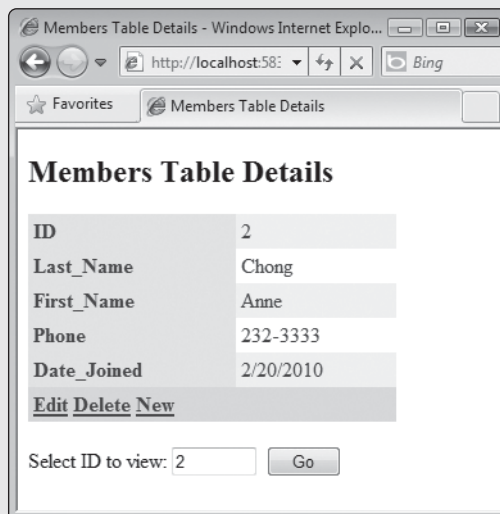 Members Table Details - Windows Internet Explo...
http://localhost:583
Bing
Favorites
Members Table Details
Members Table Details
ID 2
Last_Name Chong
First_Name Anne
Phone 232-3333
Date_Joined 2/20/2010
Edit Delete New
Select ID to view: 2 Go